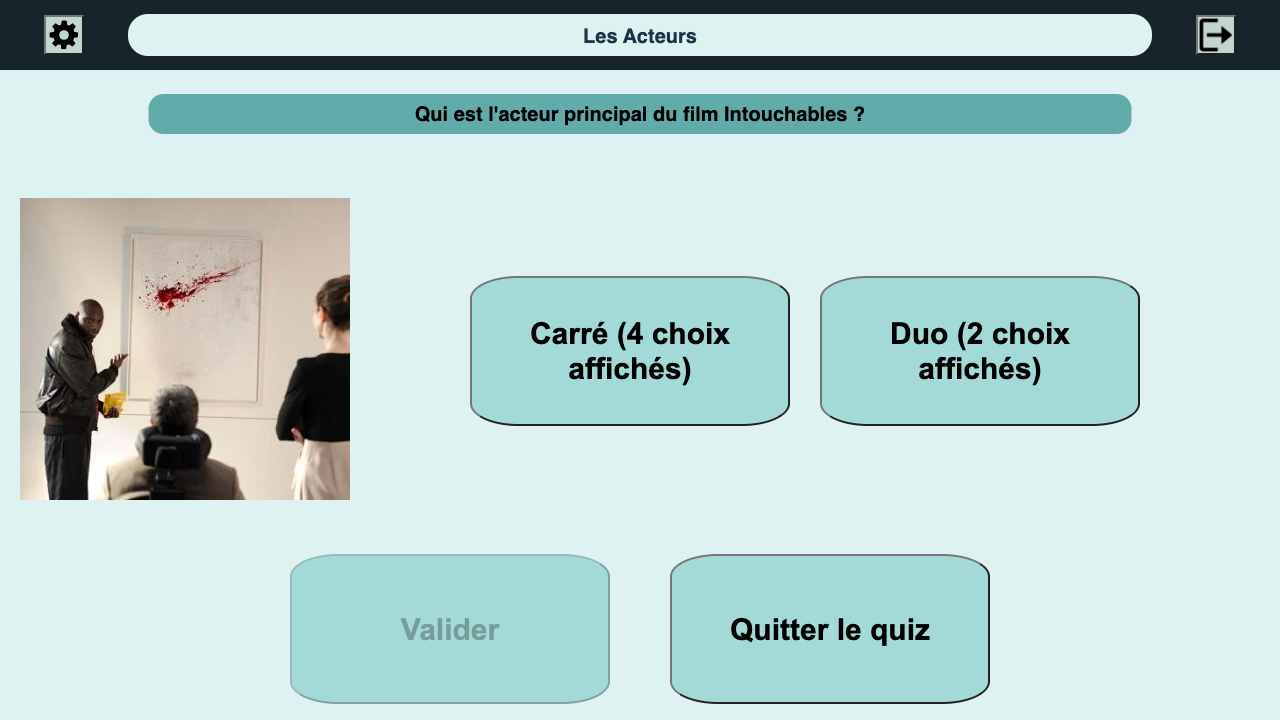 Les Acteurs
Qui est l'acteur principal du film Intouchables ?
Carré (4 choix
affichés)
Duo (2 choix
affichés)
Valider
Quitter le quiz